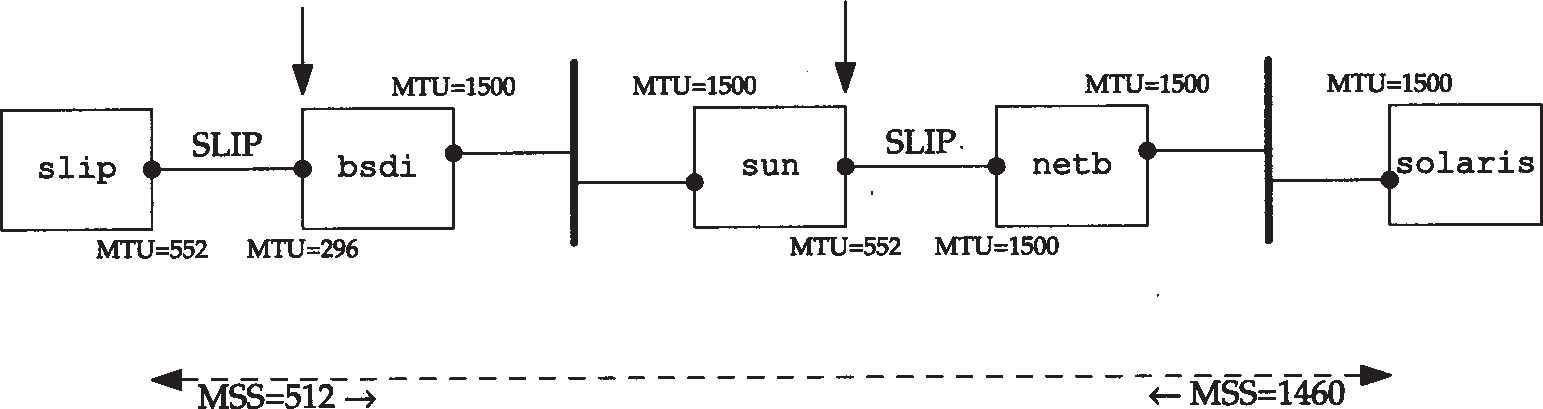 MTU=1500
MTU=1500
MTU=1500
MTU=1500
slip
SLIP
bsdi
sun
SLIP
netb
solaris
MTU=552
MTU=296
MTU=552
MTU=1500
MSS=512 →
← MSS=1460